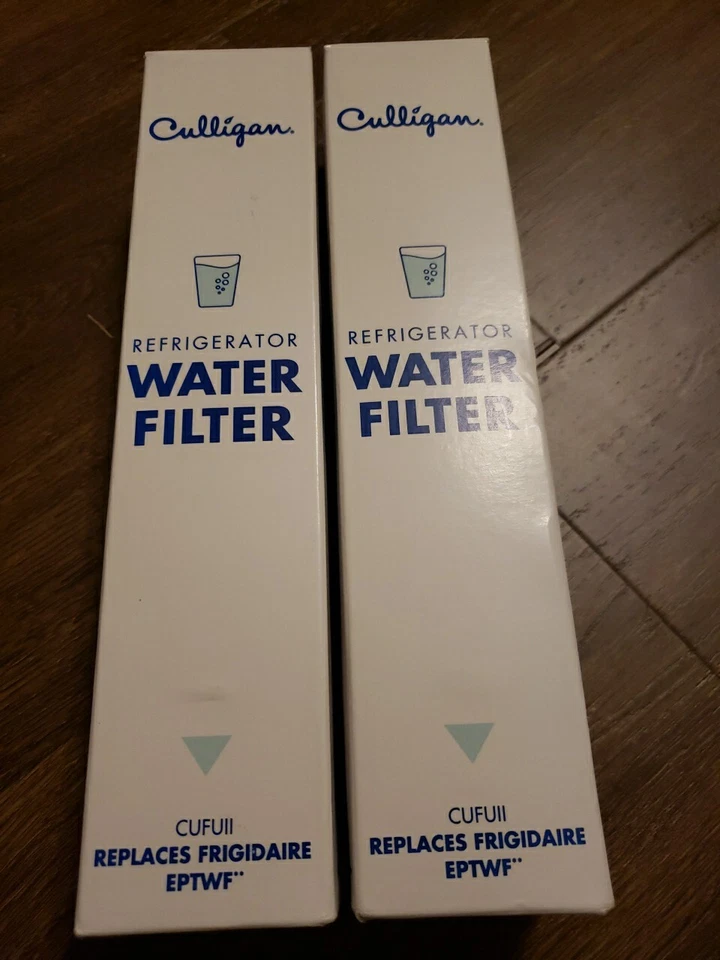 Culligan.
REFRIGERATOR
WATER
FILTER
CUFUII
REPLACES FRIGIDAIRE
EPTWF**
Culligan.
REFRIGERATOR
WATER
FILTER
CUFUII
REPLACES FRIGIDAIRE
EPTWF**